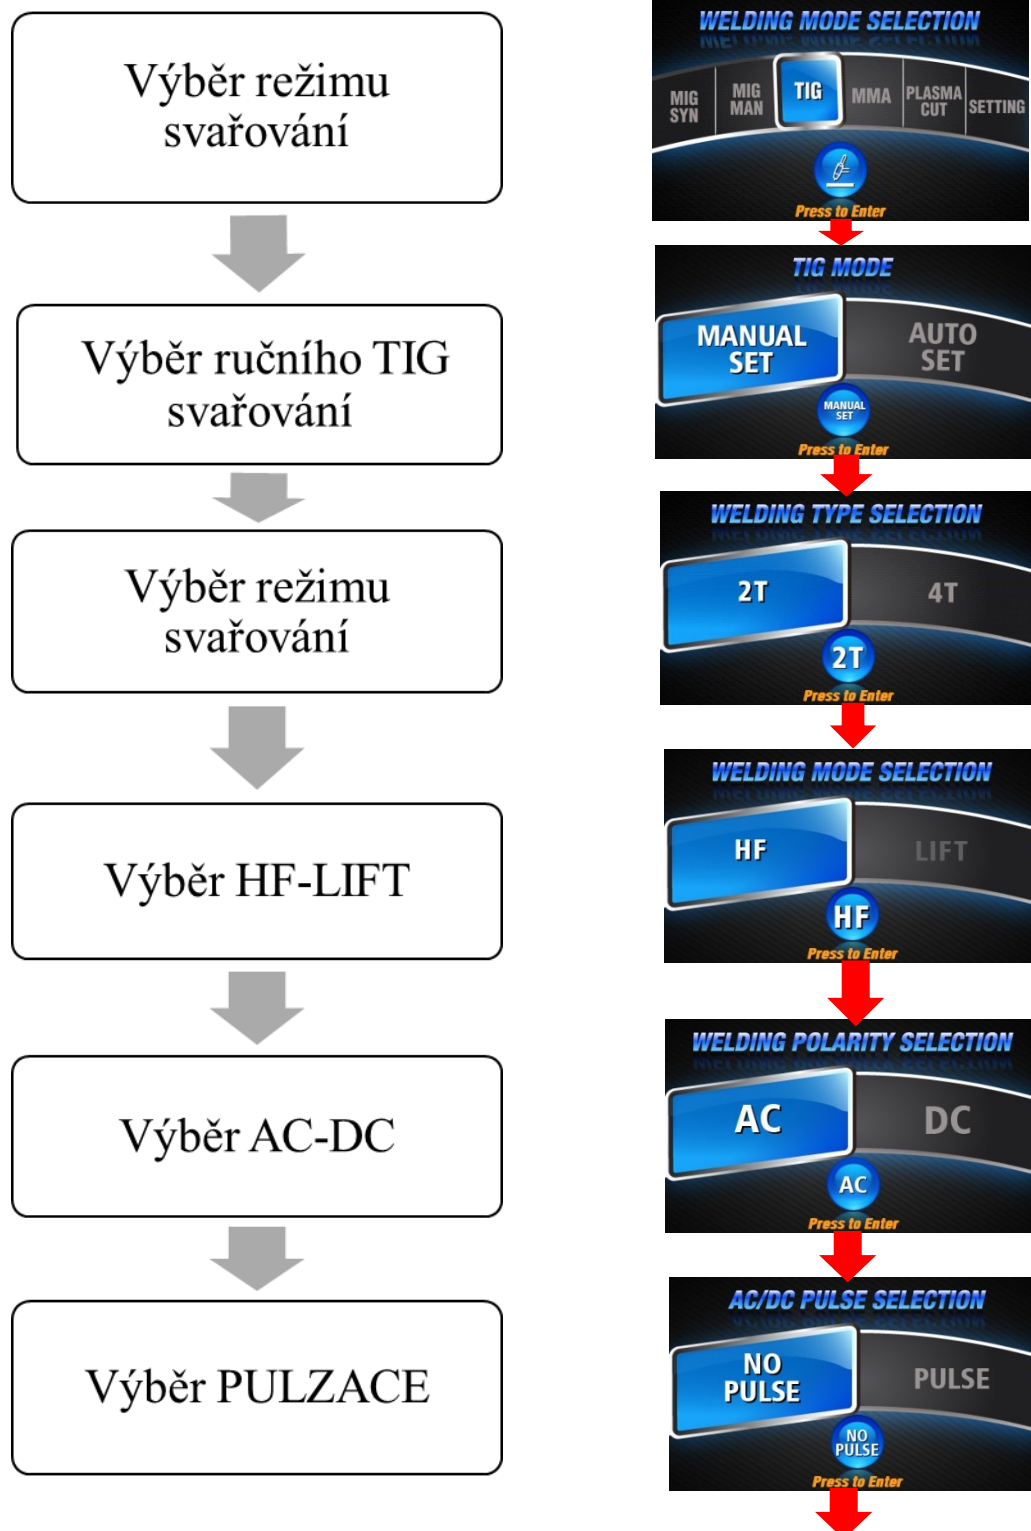 Výběr režimu
svařování
WELDING MODE SELECTION
MIG
SYN
MIG
MAN
TIG
MMA
PLASMA
CUT
SETTING
Press to Enter
Výběr ručního TIG
svařování
TIG MODE
MANUAL
SET
AUTO
SET
MANUAL
SET
Press to Enter
Výběr režimu
svařování
WELDING TYPE SELECTION
2T
4T
2T
Press to Enter
Výběr HF-LIFT
WELDING MODE SELECTION
HF
LIFT
HF
Press to Enter
Výběr AC-DC
WELDING POLARITY SELECTION
AC
DC
AC
Press to Enter
Výběr PULZACE
AC/DC PULSE SELECTION
NO
PULSE
PULSE
NO
PULSE
Press to Enter